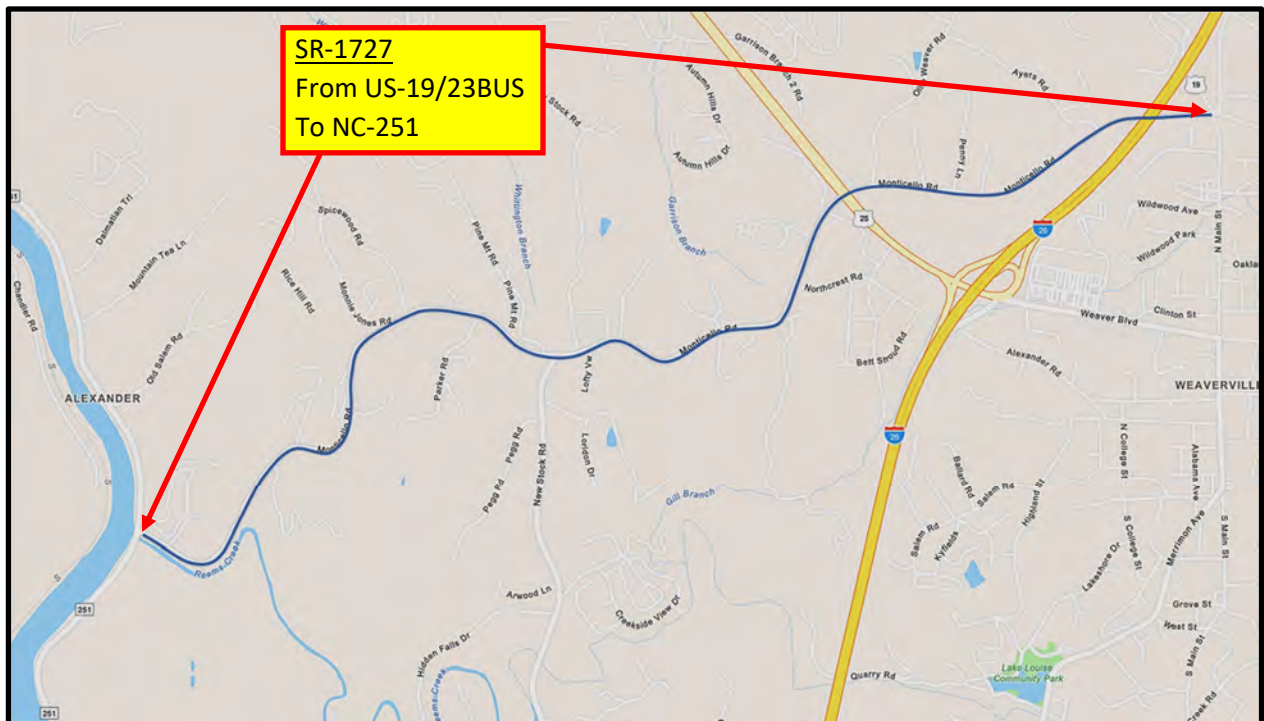 SR-1727
From US-19/23BUS
To NC-251
Garrison Branch 2 Rd
Ollie Weaver Rd
Ayers Rd
19
Stock Rd
Autumn Hills Dr
Autumn Hills Dr
Penny Ln
Monticello Rd
Monticello Rd
Whittington Branch
Garrison Branch
25
26
Wildwood Ave
Wildwood Park
N Main St
Oakla
Dalmatian Trl
Mountain Tea Ln
Spicewood Rd
Pine Mt Rd
Pine Mt Rd
Rice Hill Rd
Monnie Jones Rd
Northcrest Rd
Chandler Rd
S
S
S
S
Old Salem Rd
Parker Rd
Lofty Vw
Monticello Rd
Bett Stroud Rd
Weaver Blvd
Clinton St
Alexander Rd
ALEXANDER
WEAVERVILLE
Monticello Rd
26
Pegg Rd
Pegg Rd
New Stock Rd
Loridon Dr
Gill Branch
Ballard Rd
Salem Rd
Salem Rd
Kyfields
Highland St
N College St
S College St
Alabama Ave
Merrimon Ave
S Main St
Lakeshore Dr
Reems Creek
Arwood Ln
Creekside View Dr
Hidden Falls Dr
Reems Creek
251
251
Grove St
West St
S Main St
Lake Louise
Community Park
Quarry Rd
Creek Rd